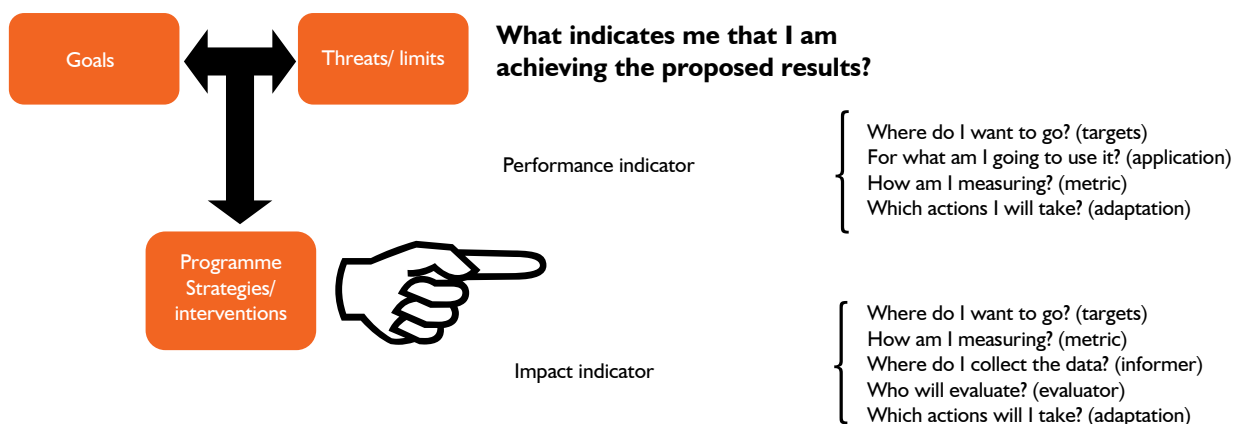 Goals
Threats/ limits
What indicates me that I am
achieving the proposed results?
Performance indicator
Where do I want to go? (targets)
For what am I going to use it? (application)
How am I measuring? (metric)
Which actions I will take? (adaptation)
Programme
Strategies/
interventions
Impact indicator
Where do I want to go? (targets)
How am I measuring? (metric)
Where do I collect the data? (informer)
Who will evaluate? (evaluator)
Which actions will I take? (adaptation)